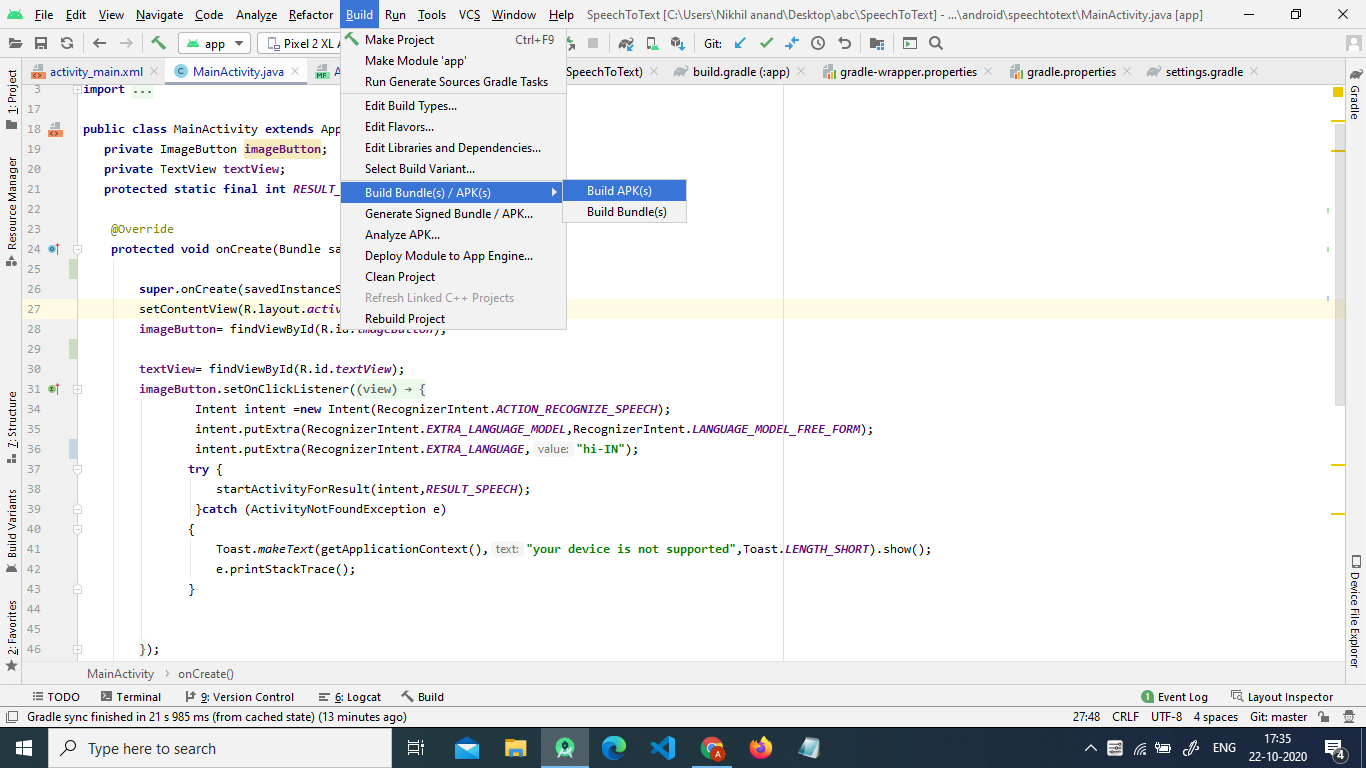 File Edit View Navigate Code Analyze Refactor Build Run Tools VCS Window Help SpeechToText [C:\Users\Nikhil anand\Desktop\abc\SpeechToText] - ...\android\speechtotext\MainActivity.java [app]
app Pixel 2 XL Git:
activity_main.xml MainActivity.java SpeechToText) build.gradle (:app) gradle-wrapper.properties gradle.properties settings.gradle
Make Project Ctrl+F9
Make Module 'app'
Run Generate Sources Gradle Tasks
Edit Build Types...
Edit Flavors...
Edit Libraries and Dependencies...
Select Build Variant...
Build Bundle(s) / APK(s)
Generate Signed Bundle / APK...
Analyze APK...
Deploy Module to App Engine...
Clean Project
Refresh Linked C++ Projects
Rebuild Project
Build APK(s)
Build Bundle(s)
1: Project
Resource Manager
7: Structure
Build Variants
2: Favorites
Gradle
Device File Explorer
3 import ...
17
18 public class MainActivity extends App
19 private ImageButton imageButton;
20 private TextView textView;
21 protected static final int RESULT_
22
23 @Override
24 protected void onCreate(Bundle sa
25
26 super.onCreate(savedInstanceS
27 setContentView(R.layout.activ
28 imageButton= findViewById(R.id.imageButton);
29
30 textView= findViewById(R.id.textView);
31 imageButton.setOnClickListener((view) → {
34 Intent intent =new Intent(RecognizerIntent.ACTION_RECOGNIZE_SPEECH);
35 intent.putExtra(RecognizerIntent.EXTRA_LANGUAGE_MODEL,RecognizerIntent.LANGUAGE_MODEL_FREE_FORM);
36 intent.putExtra(RecognizerIntent.EXTRA_LANGUAGE, value: "hi-IN");
37 try {
38 startActivityForResult(intent,RESULT_SPEECH);
39 }catch (ActivityNotFoundException e)
40 {
41 Toast.makeText(getApplicationContext(), text: "your device is not supported",Toast.LENGTH_SHORT).show();
42 e.printStackTrace();
43 }
44
45
46 });
MainActivity > onCreate()
TODO Terminal 9: Version Control 6: Logcat Build 1 Event Log Layout Inspector
Gradle sync finished in 21 s 985 ms (from cached state) (13 minutes ago) 27:48 CRLF UTF-8 4 spaces Git: master
Type here to search ENG 17:35
22-10-2020 4